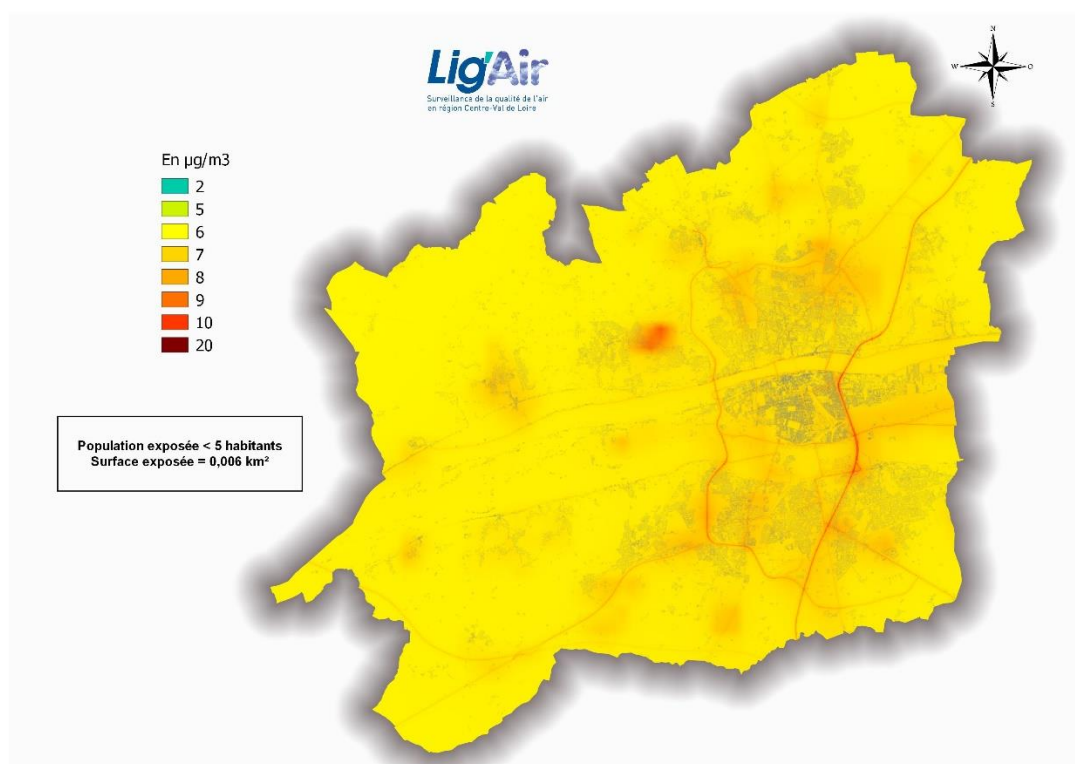 Lig'Air
Surveillance de la qualité de l'air
en région Centre-Val de Loire
N
W
O
S
En µg/m3
2
5
6
7
8
9
10
20
Population exposée < 5 habitants
Surface exposée = 0,006 km²